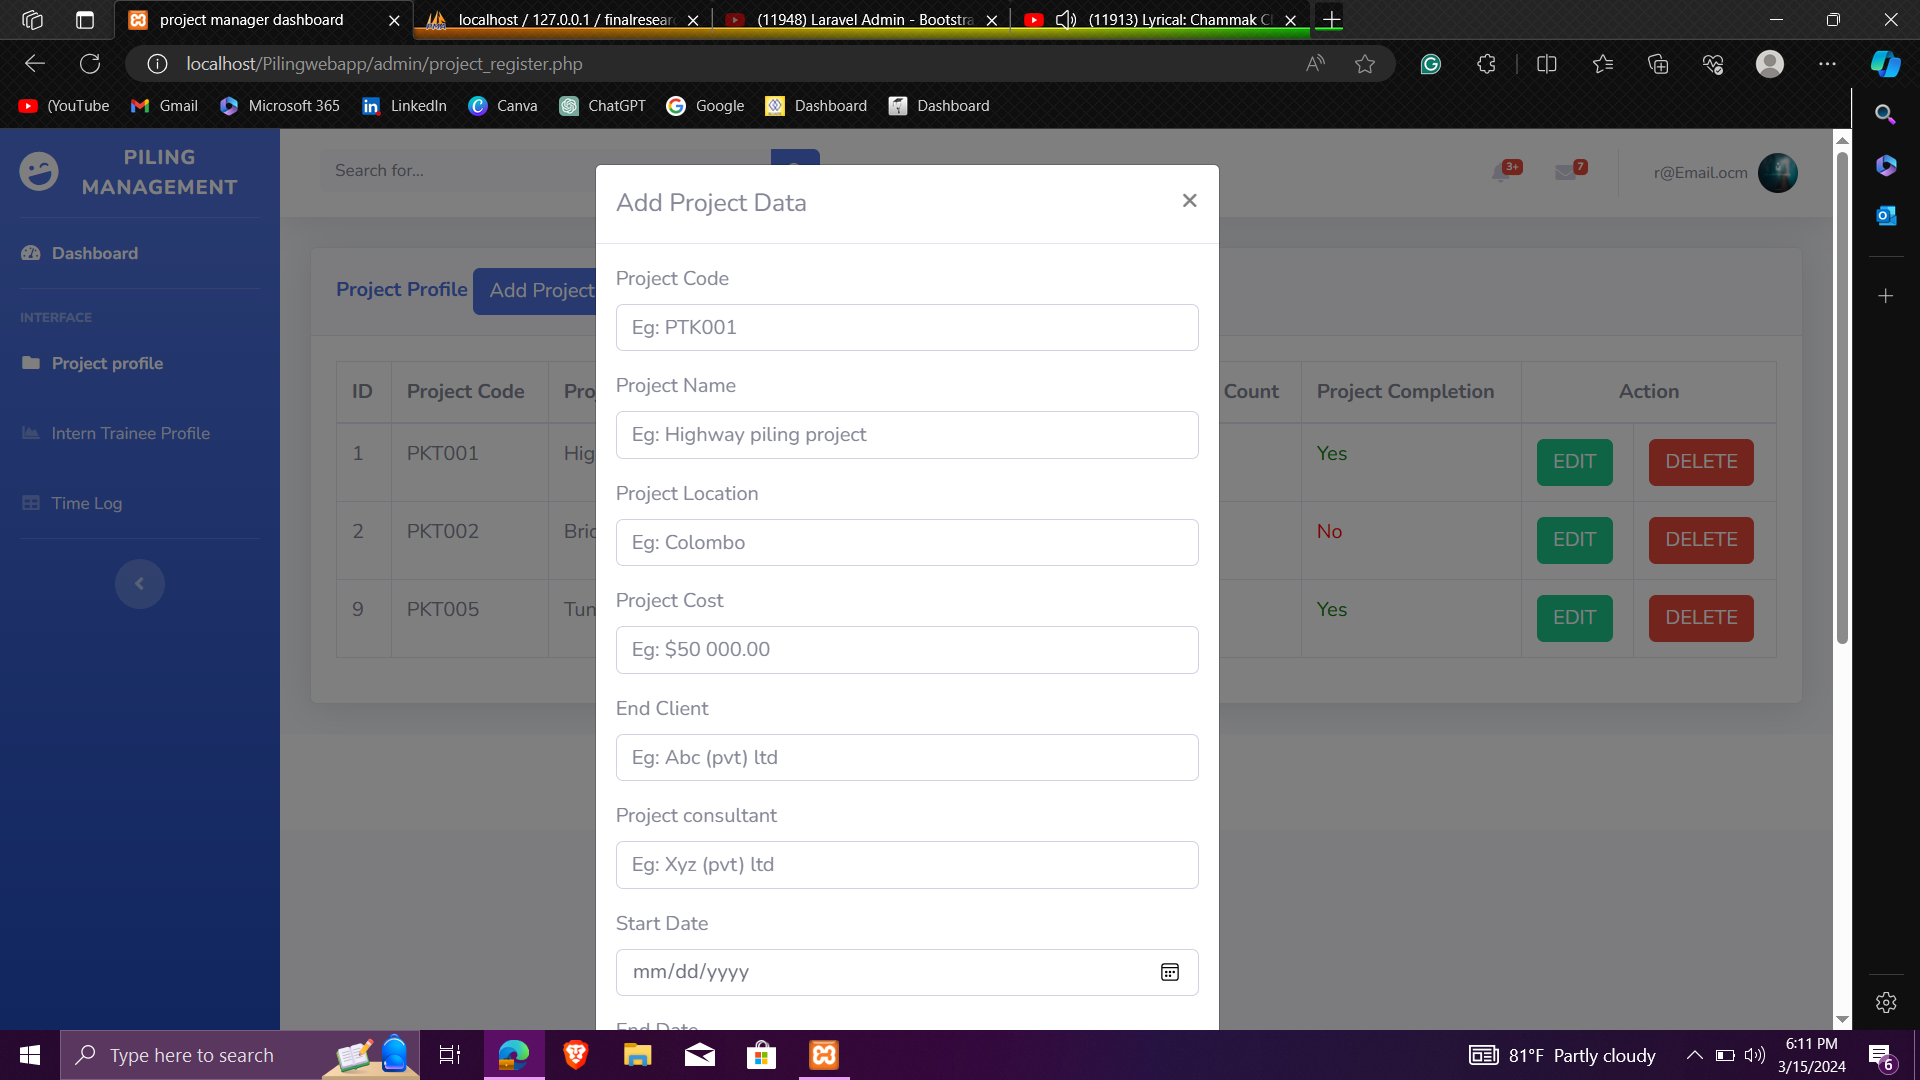 project manager dashboard
localhost / 127.0.0.1 / finalresear
(11948) Laravel Admin - Bootstra
(11913) Lyrical: Chammak C
localhost/Pilingwebapp/admin/project_register.php
(YouTube
Gmail
Microsoft 365
LinkedIn
Canva
ChatGPT
Google
Dashboard
Dashboard
PILING
MANAGEMENT
Dashboard
INTERFACE
Project profile
Intern Trainee Profile
Time Log
Search for...
3+
7
r@Email.ocm
Project Profile
Add Project
ID Project Code Pro Count Project Completion Action
1 PKT001 Hig Yes EDIT DELETE
2 PKT002 Brid No EDIT DELETE
9 PKT005 Tun Yes EDIT DELETE
Add Project Data
×
Project Code
Eg: PTK001
Project Name
Eg: Highway piling project
Project Location
Eg: Colombo
Project Cost
Eg: $50 000.00
End Client
Eg: Abc (pvt) ltd
Project consultant
Eg: Xyz (pvt) ltd
Start Date
mm/dd/yyyy
End Date
Type here to search
81°F Partly cloudy
6:11 PM
3/15/2024
6